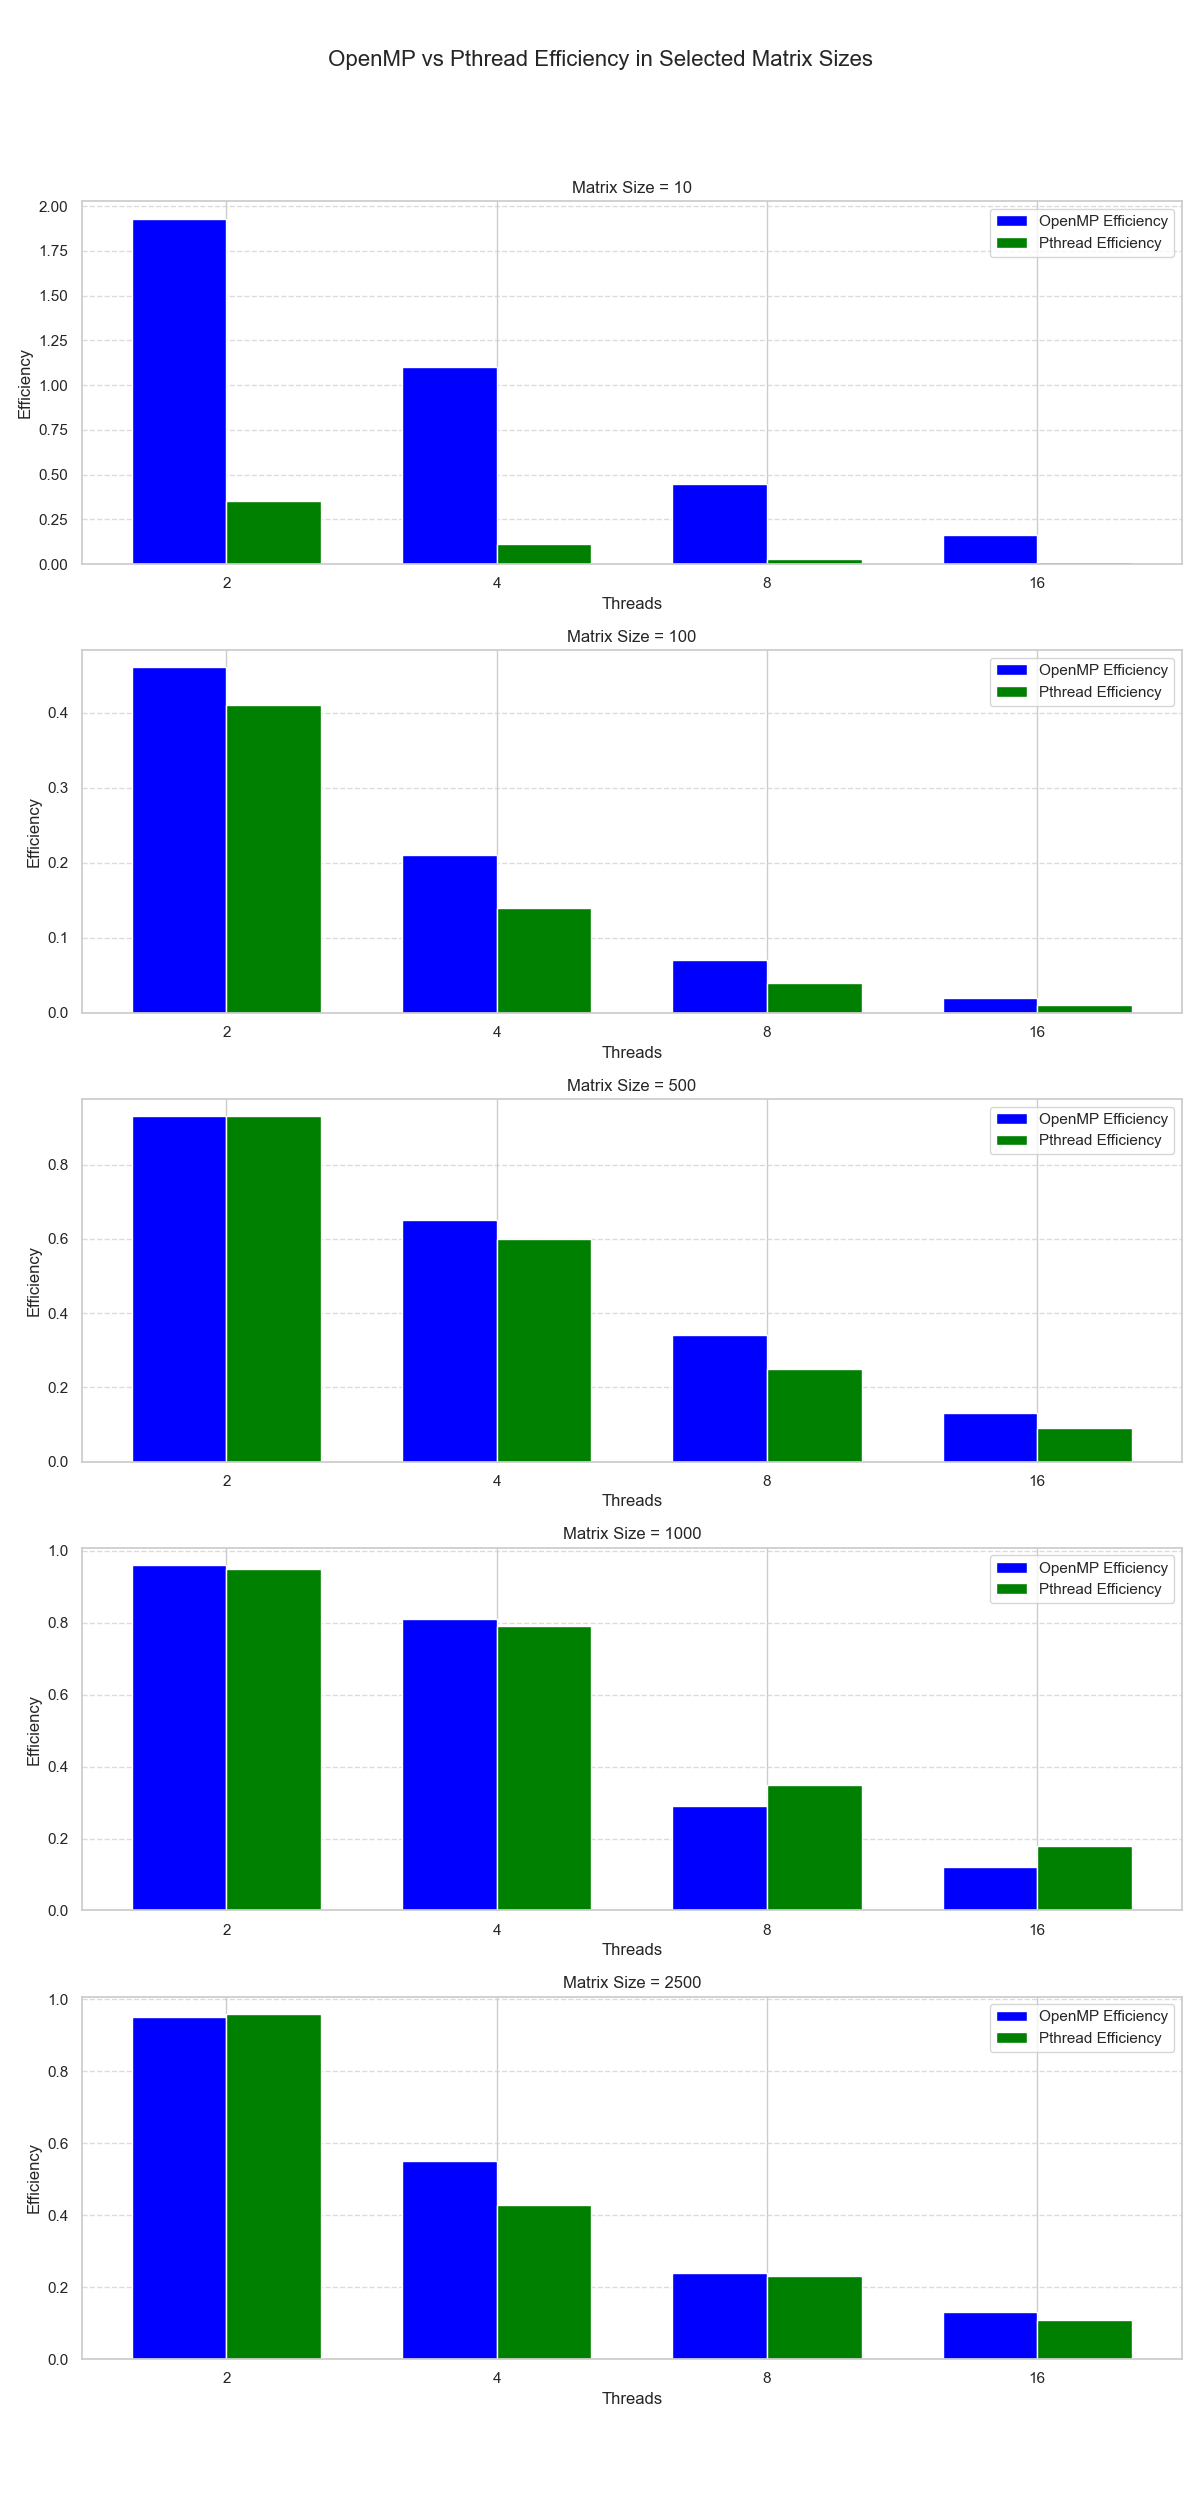 OpenMP vs Pthread Efficiency in Selected Matrix Sizes
Matrix Size = 10
OpenMP Efficiency
Pthread Efficiency
Efficiency
2.00
1.75
1.50
1.25
1.00
0.75
0.50
0.25
0.00
2 4 8 16
Threads
Matrix Size = 100
OpenMP Efficiency
Pthread Efficiency
Efficiency
0.4
0.3
0.2
0.1
0.0
2 4 8 16
Threads
Matrix Size = 500
OpenMP Efficiency
Pthread Efficiency
Efficiency
0.8
0.6
0.4
0.2
0.0
2 4 8 16
Threads
Matrix Size = 1000
OpenMP Efficiency
Pthread Efficiency
Efficiency
1.0
0.8
0.6
0.4
0.2
0.0
2 4 8 16
Threads
Matrix Size = 2500
OpenMP Efficiency
Pthread Efficiency
Efficiency
1.0
0.8
0.6
0.4
0.2
0.0
2 4 8 16
Threads